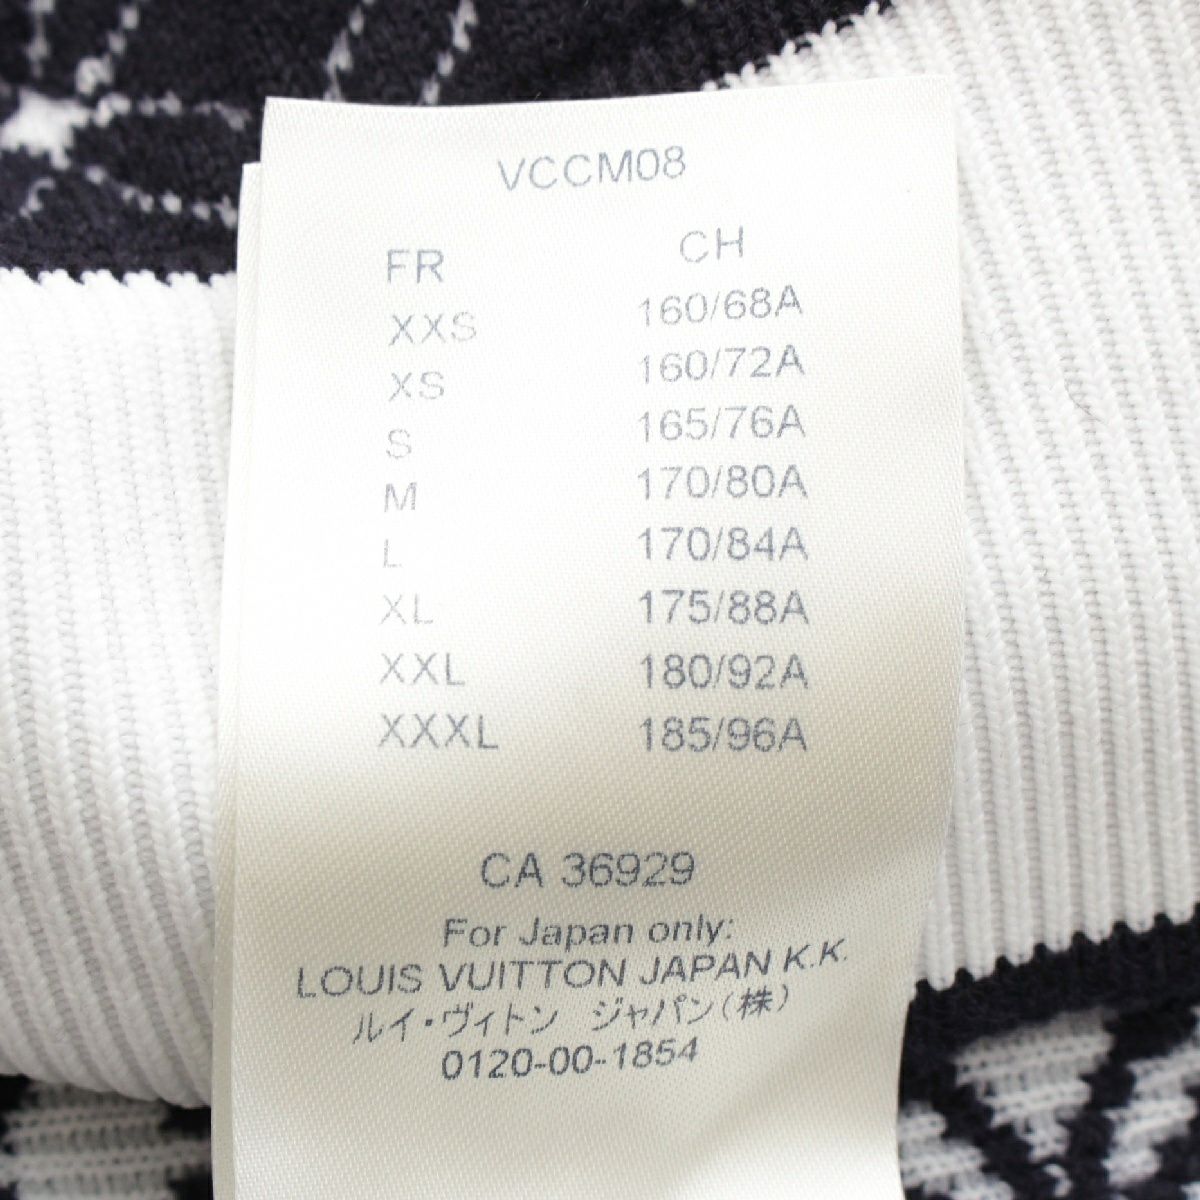 VCCM08
FR CH
XXS 160/68A
XS 160/72A
S 165/76A
M 170/80A
L 170/84A
XL 175/88A
XXL 180/92A
XXXL 185/96A
CA 36929
For Japan only:
LOUIS VUITTON JAPAN K.K.
ルイ・ヴィトン ジャパン(株)
0120-00-1854